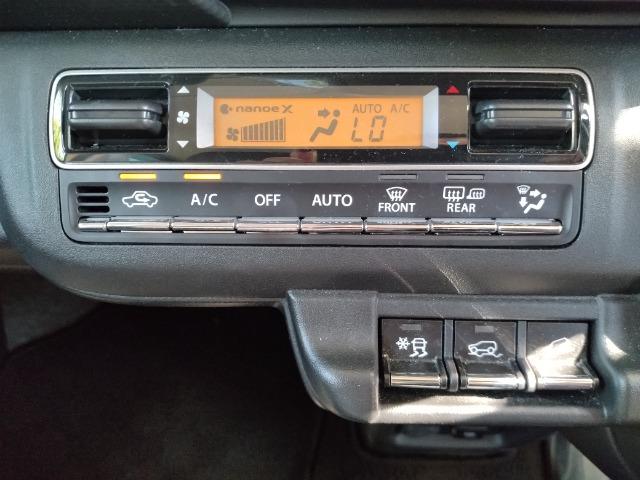 nanoe X AUTO A/C
LO
A/C OFF AUTO FRONT REAR